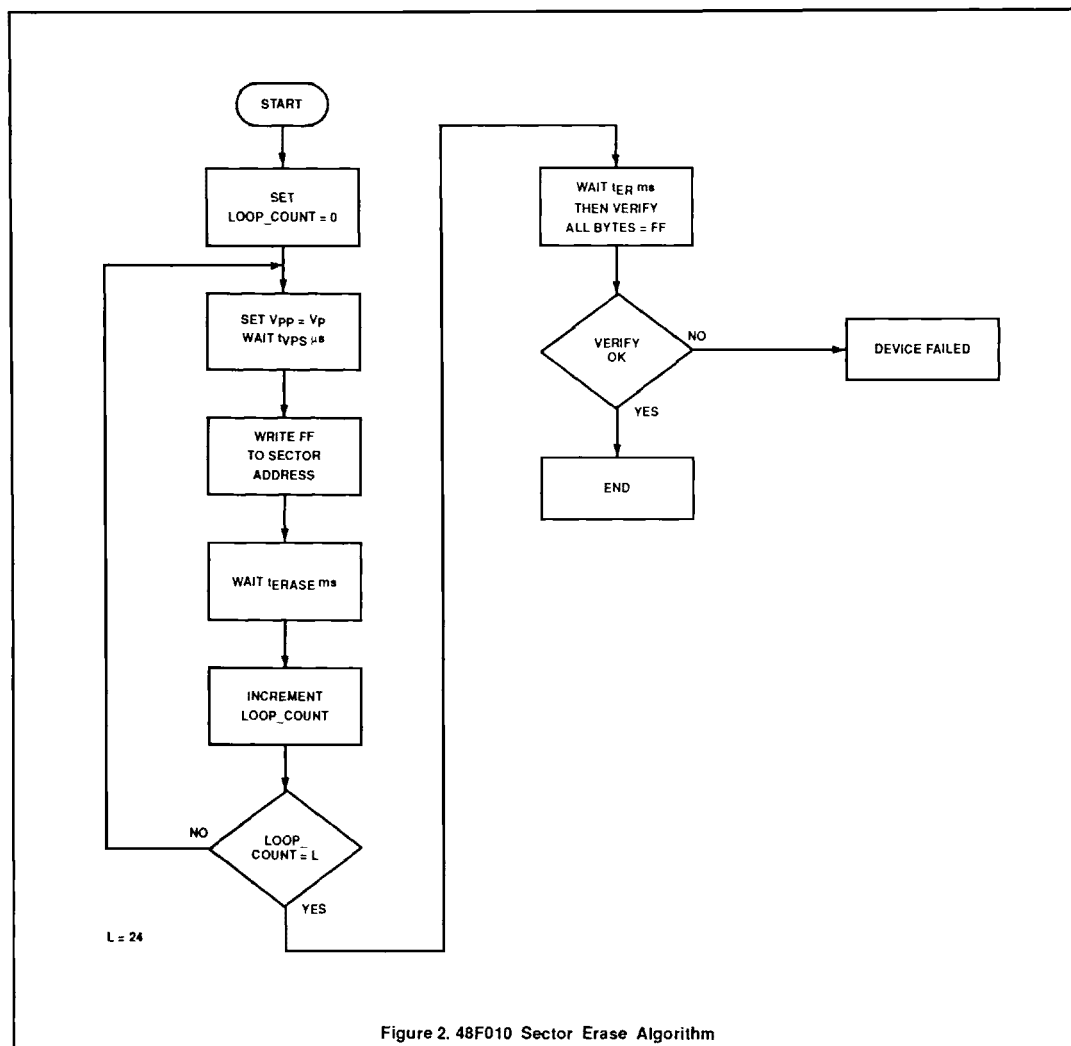 START
SET
LOOP_COUNT = 0
SET VPP = VP
WAIT tVPS µs
WRITE FF
TO SECTOR
ADDRESS
WAIT tERASE ms
INCREMENT
LOOP_COUNT
LOOP_
COUNT = L
NO
YES
L = 24
WAIT tER ms
THEN VERIFY
ALL BYTES = FF
VERIFY
OK
NO
YES
DEVICE FAILED
END
Figure 2. 48F010 Sector Erase Algorithm